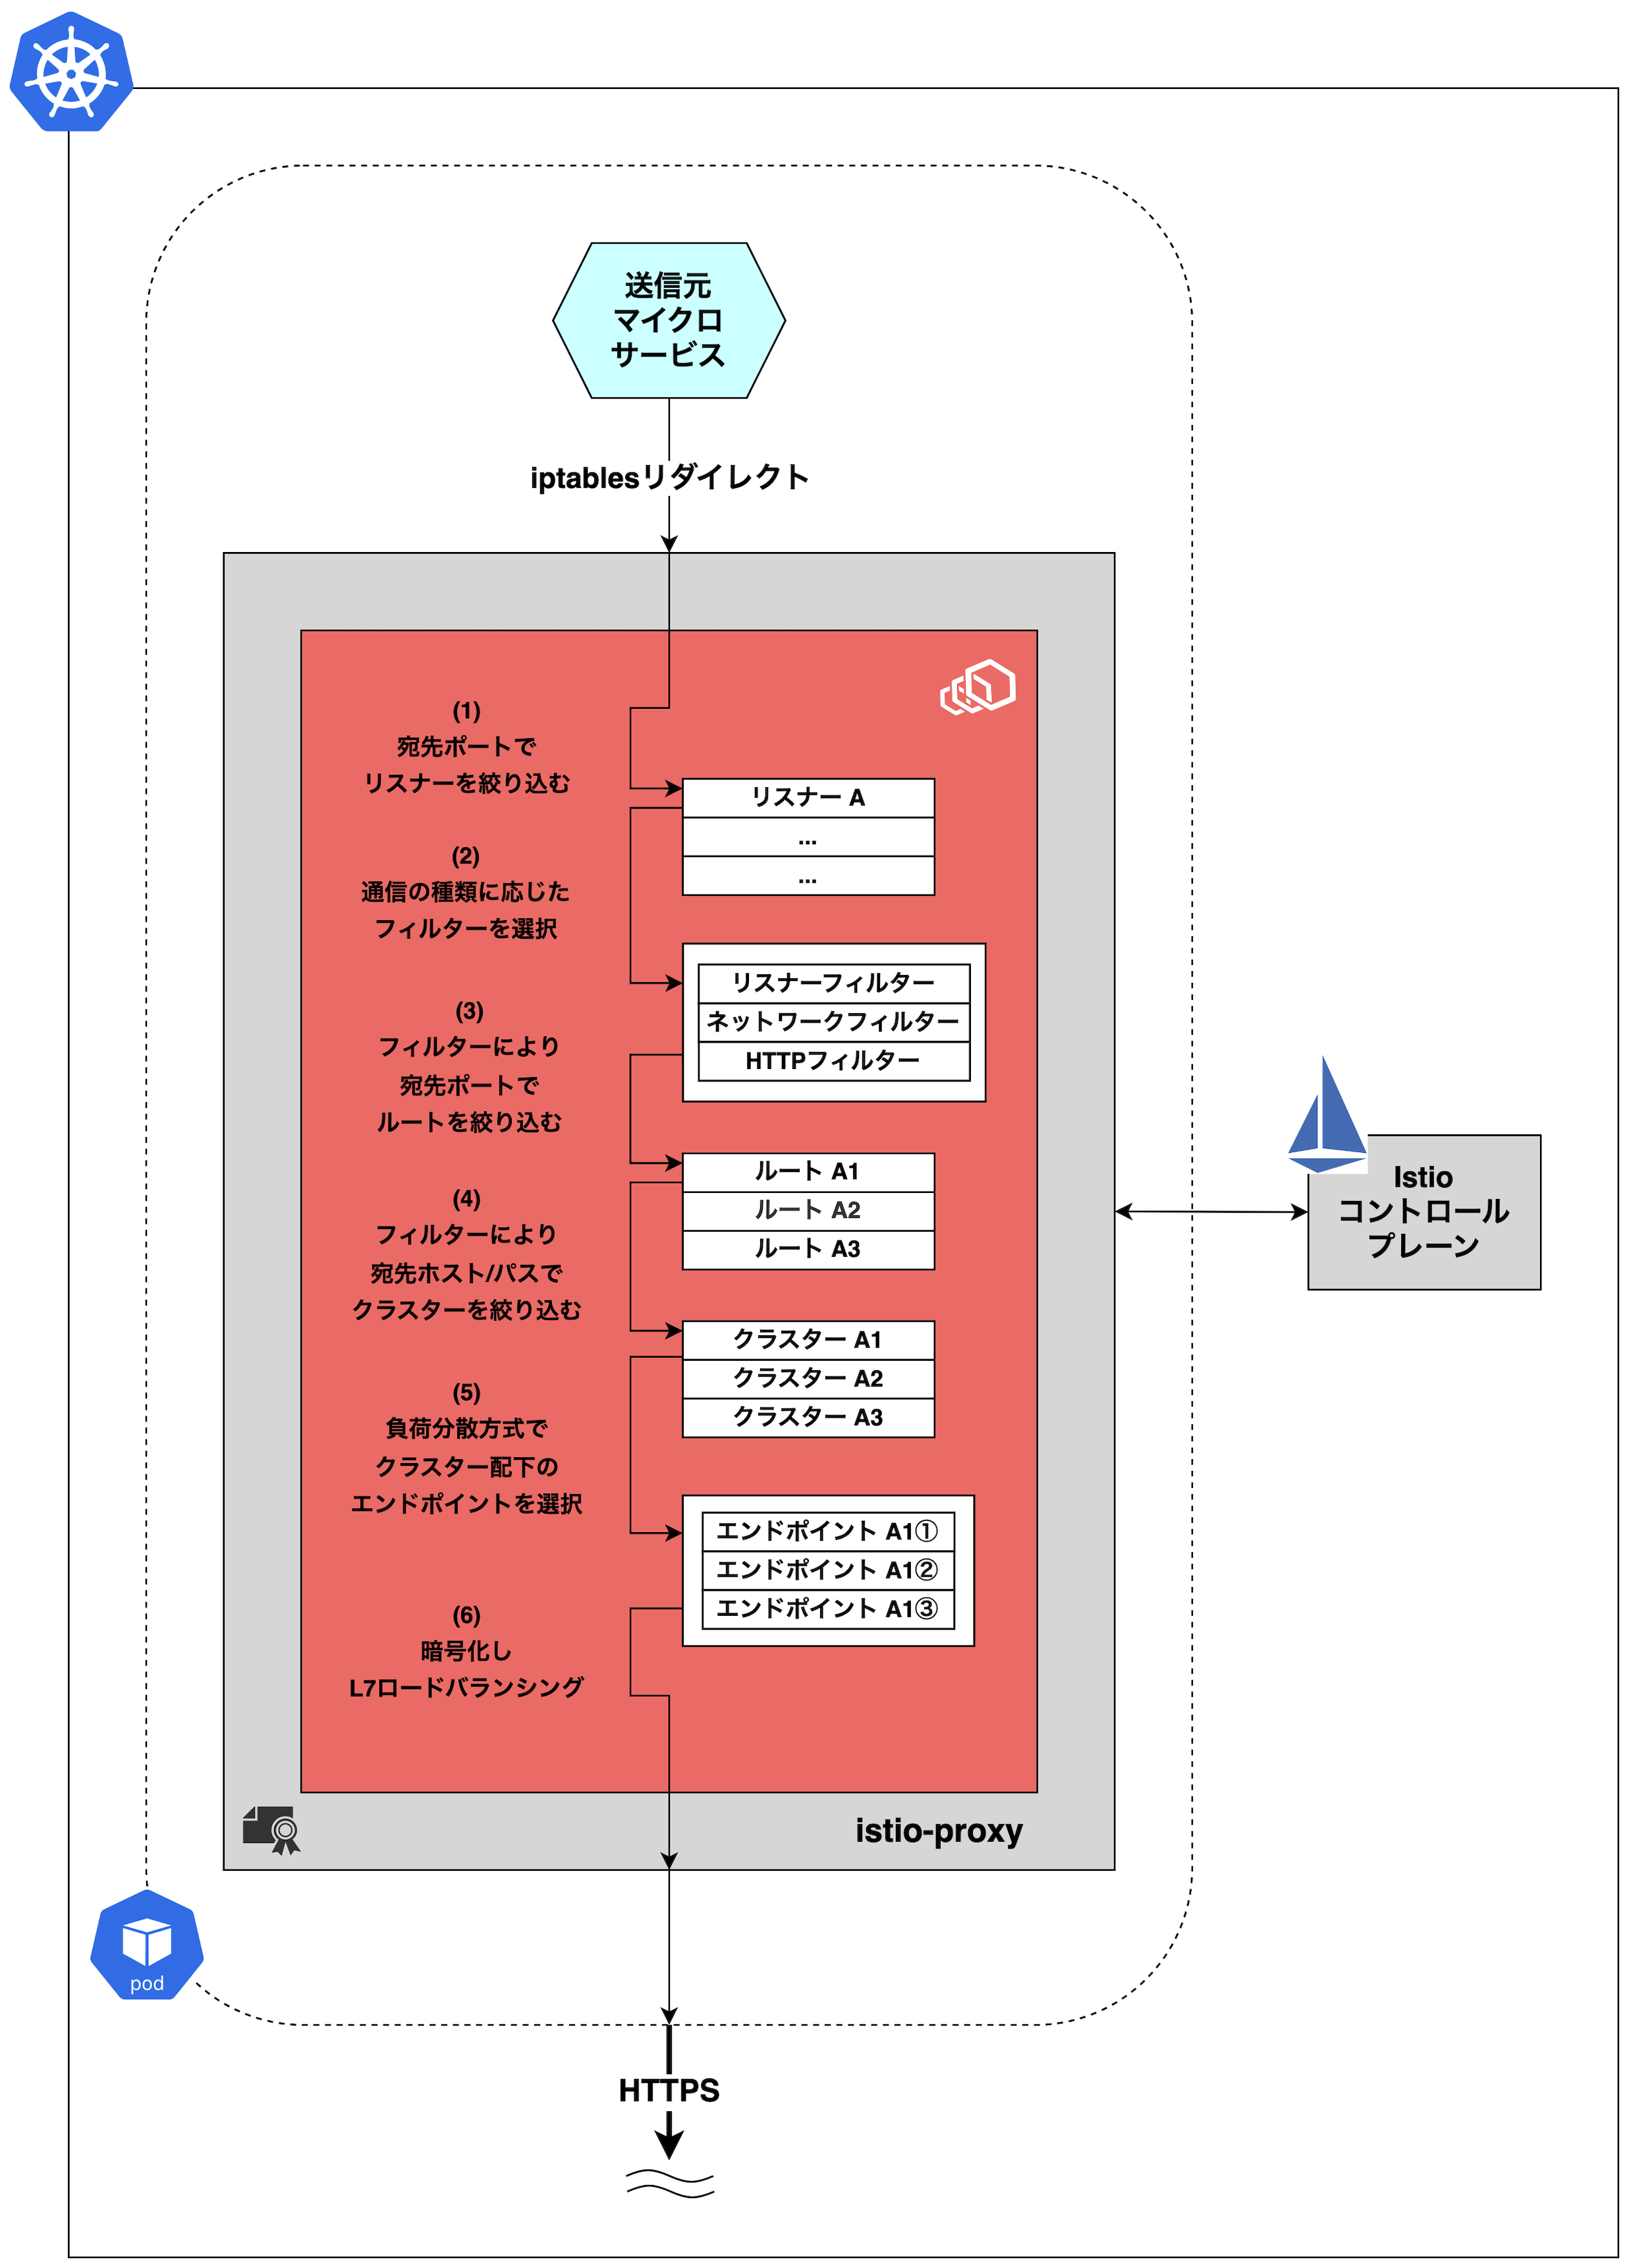 送信元
マイクロ
サービス
iptablesリダイレクト
(1)
宛先ポートで
リスナーを絞り込む
リスナー A
...
...
(2)
通信の種類に応じた
フィルターを選択
リスナーフィルター
ネットワークフィルター
HTTPフィルター
(3)
フィルターにより
宛先ポートで
ルートを絞り込む
ルート A1
ルート A2
ルート A3
(4)
フィルターにより
宛先ホスト/パスで
クラスターを絞り込む
クラスター A1
クラスター A2
クラスター A3
(5)
負荷分散方式で
クラスター配下の
エンドポイントを選択
エンドポイント A1①
エンドポイント A1②
エンドポイント A1③
(6)
暗号化し
L7ロードバランシング
istio-proxy
Istio
コントロール
プレーン
pod
HTTPS